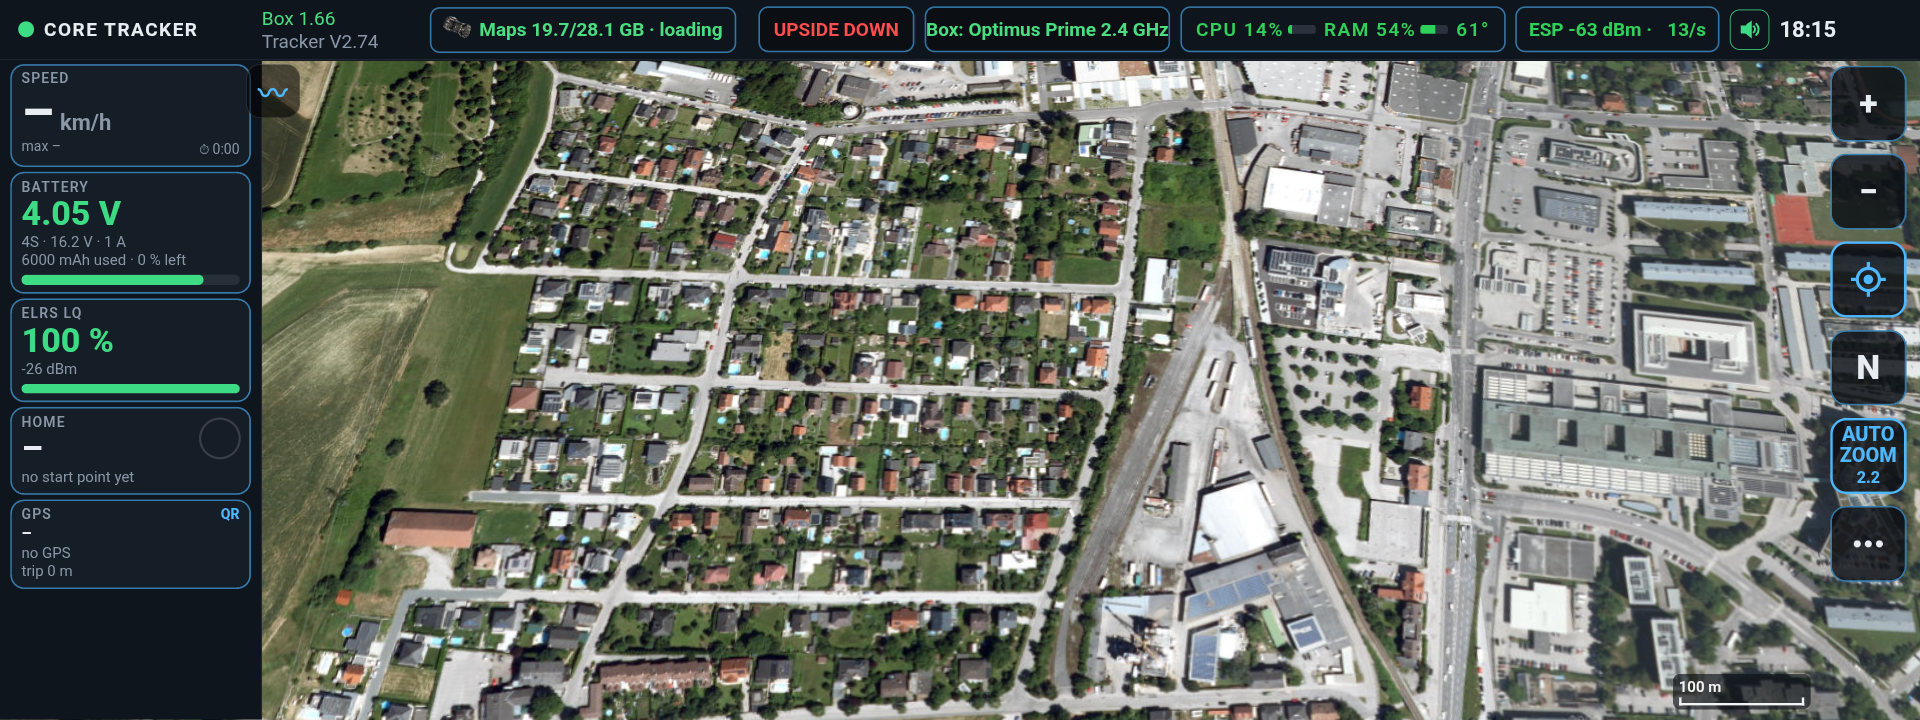 CORE TRACKER
Box 1.66
Tracker V2.74
Maps 19.7/28.1 GB · loading
UPSIDE DOWN
Box: Optimus Prime 2.4 GHz
CPU 14% RAM 54% 61°
ESP -63 dBm · 13/s
18:15
SPEED
– km/h
max –
⏱ 0:00
BATTERY
4.05 V
4S · 16.2 V · 1 A
6000 mAh used · 0 % left
ELRS LQ
100 %
-26 dBm
HOME
–
no start point yet
GPS QR
–
no GPS
trip 0 m
+
−
N
AUTO
ZOOM
2.2
•••
100 m